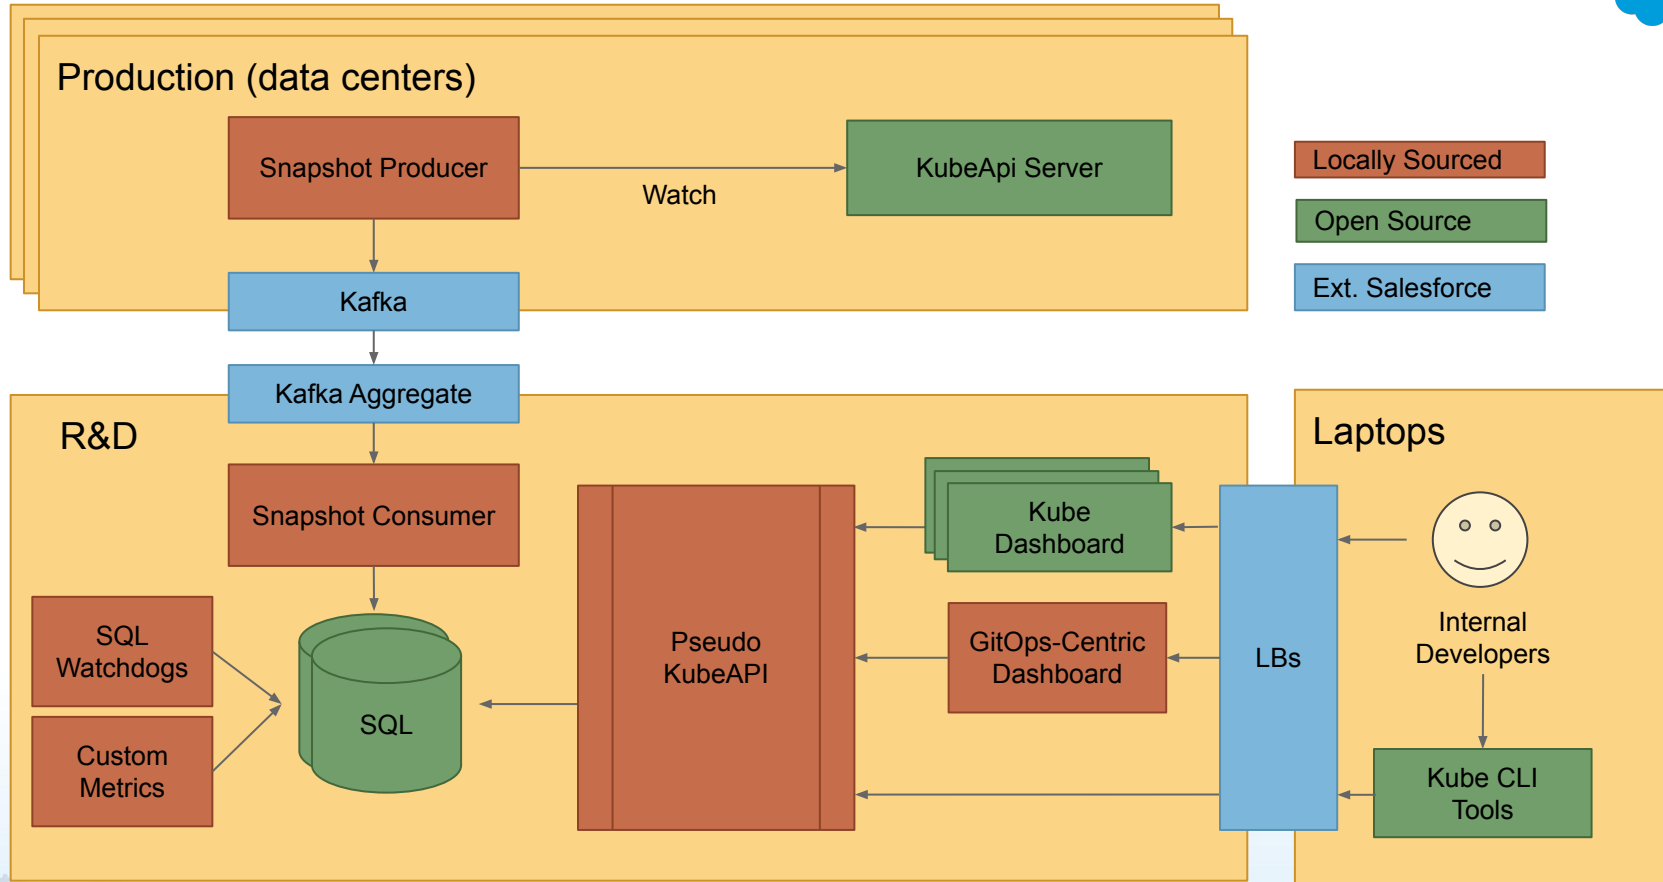 Production (data centers)
Snapshot Producer
Watch
KubeApi Server
Kafka
Locally Sourced
Open Source
Ext. Salesforce
Kafka Aggregate
R&D
Snapshot Consumer
SQL
Watchdogs
Custom
Metrics
SQL
Pseudo
KubeAPI
Kube
Dashboard
GitOps-Centric
Dashboard
LBs
Laptops
Internal
Developers
Kube CLI
Tools